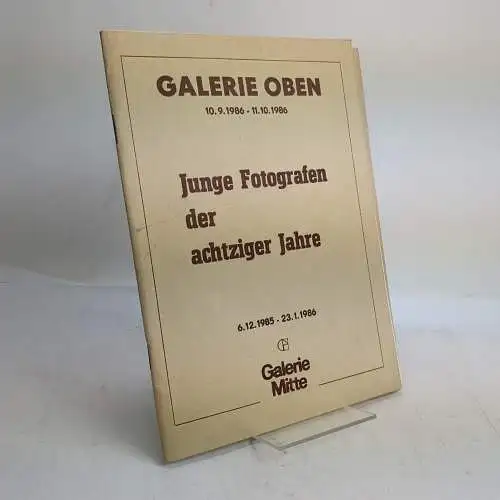 GALERIE OBEN
10.9.1986 - 11.10.1986
Junge Fotografen
der
achtziger Jahre
6.12.1985 - 23.1.1986
Galerie
Mitte